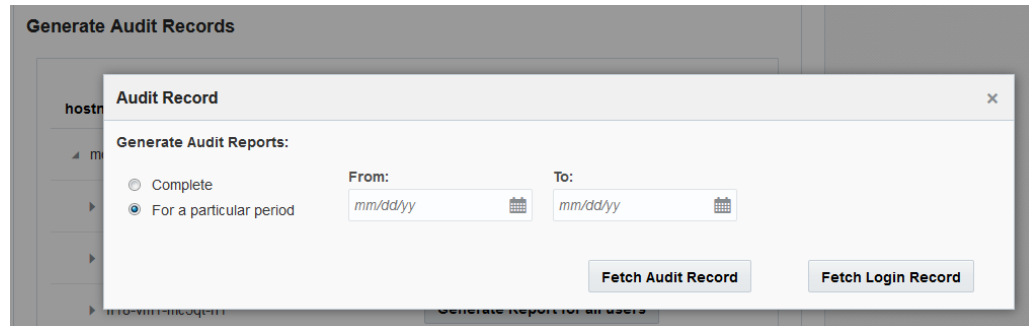 Generate Audit Records
Audit Record
×
Generate Audit Reports:
Complete
For a particular period
From:
mm/dd/yy
To:
mm/dd/yy
Fetch Audit Record
Fetch Login Record
Generate Report for all users